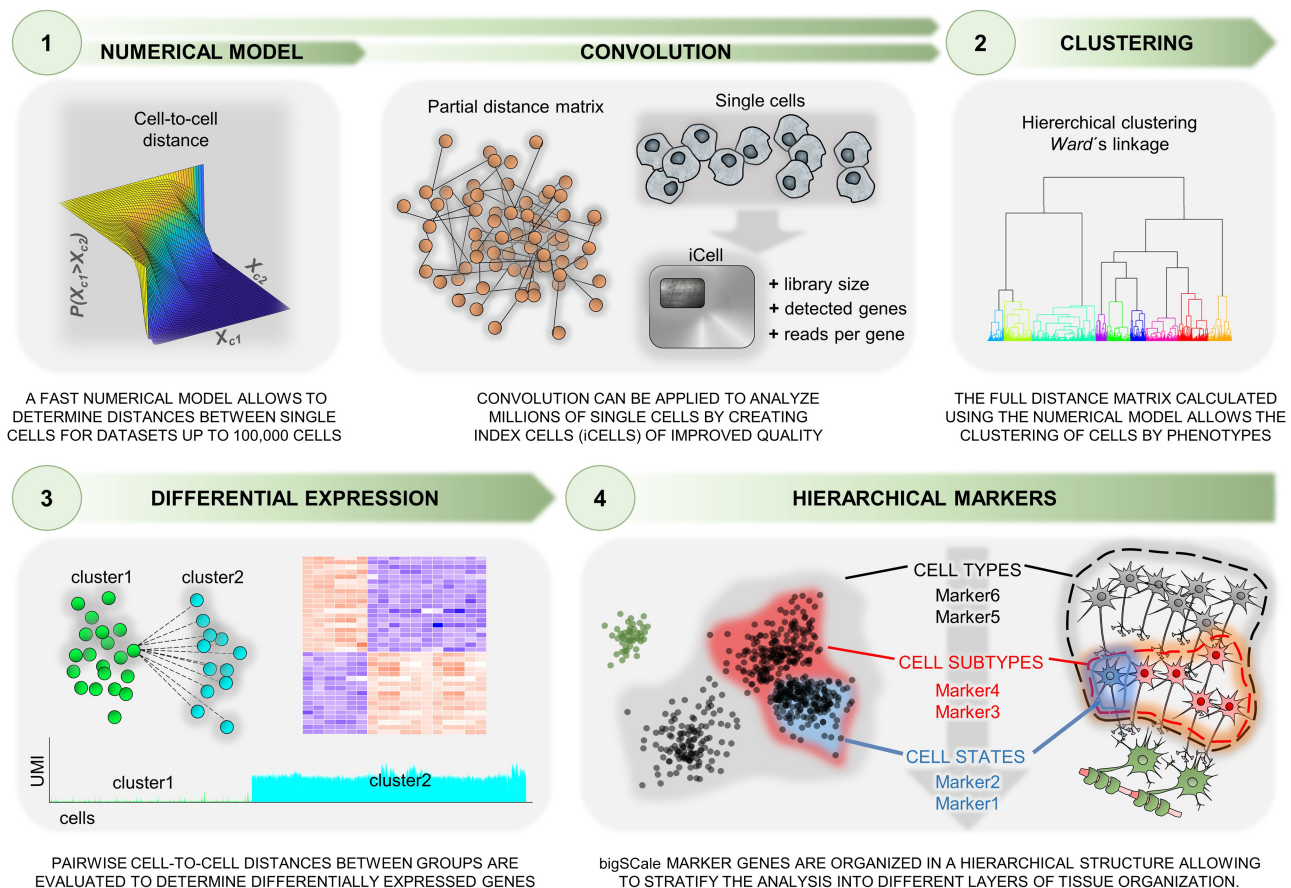 1
NUMERICAL MODEL
CONVOLUTION
2
CLUSTERING
Cell-to-cell
distance
P(Xc1>Xc2)
Xc2
Xc1
Partial distance matrix
Single cells
iCell
+ library size
+ detected genes
+ reads per gene
Hiererchical clustering
Ward´s linkage
A FAST NUMERICAL MODEL ALLOWS TO
DETERMINE DISTANCES BETWEEN SINGLE
CELLS FOR DATASETS UP TO 100,000 CELLS
CONVOLUTION CAN BE APPLIED TO ANALYZE
MILLIONS OF SINGLE CELLS BY CREATING
INDEX CELLS (iCELLS) OF IMPROVED QUALITY
THE FULL DISTANCE MATRIX CALCULATED
USING THE NUMERICAL MODEL ALLOWS THE
CLUSTERING OF CELLS BY PHENOTYPES
3
DIFFERENTIAL EXPRESSION
4
HIERARCHICAL MARKERS
cluster1
cluster2
UMI
cluster1
cluster2
cells
CELL TYPES
Marker6
Marker5
CELL SUBTYPES
Marker4
Marker3
CELL STATES
Marker2
Marker1
PAIRWISE CELL-TO-CELL DISTANCES BETWEEN GROUPS ARE
EVALUATED TO DETERMINE DIFFERENTIALLY EXPRESSED GENES
bigSCale MARKER GENES ARE ORGANIZED IN A HIERARCHICAL STRUCTURE ALLOWING
TO STRATIFY THE ANALYSIS INTO DIFFERENT LAYERS OF TISSUE ORGANIZATION.